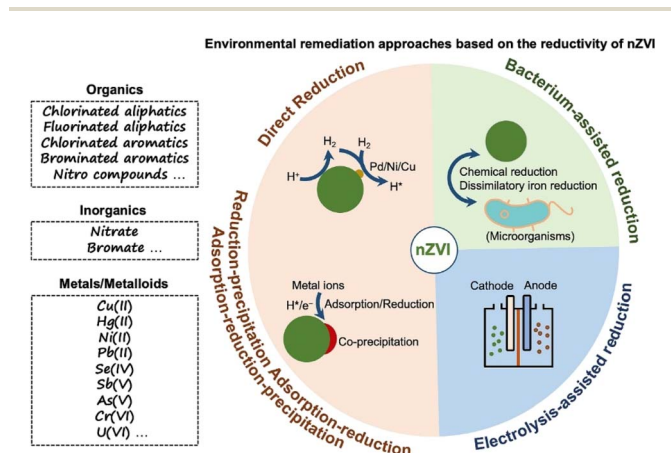 Environmental remediation approaches based on the reductivity of nZVI
Organics
Chlorinated aliphatics
Fluorinated aliphatics
Chlorinated aromatics
Brominated aromatics
Nitro compounds ...
Inorganics
Nitrate
Bromate ...
Metals/Metalloids
Cu(II)
Hg(II)
Ni(II)
Pb(II)
Se(IV)
Sb(V)
As(V)
Cr(VI)
U(VI) ...
Direct Reduction
H⁺
H₂
H₂
Pd/Ni/Cu
H*
Bacterium-assisted reduction
Chemical reduction
Dissimilatory iron reduction
(Microorganisms)
nZVI
Reduction-precipitation Adsorption-reduction
Adsorption-reduction-precipitation
Metal ions
H*/e⁻
Adsorption/Reduction
Co-precipitation
Cathode
Anode
Electrolysis-assisted reduction